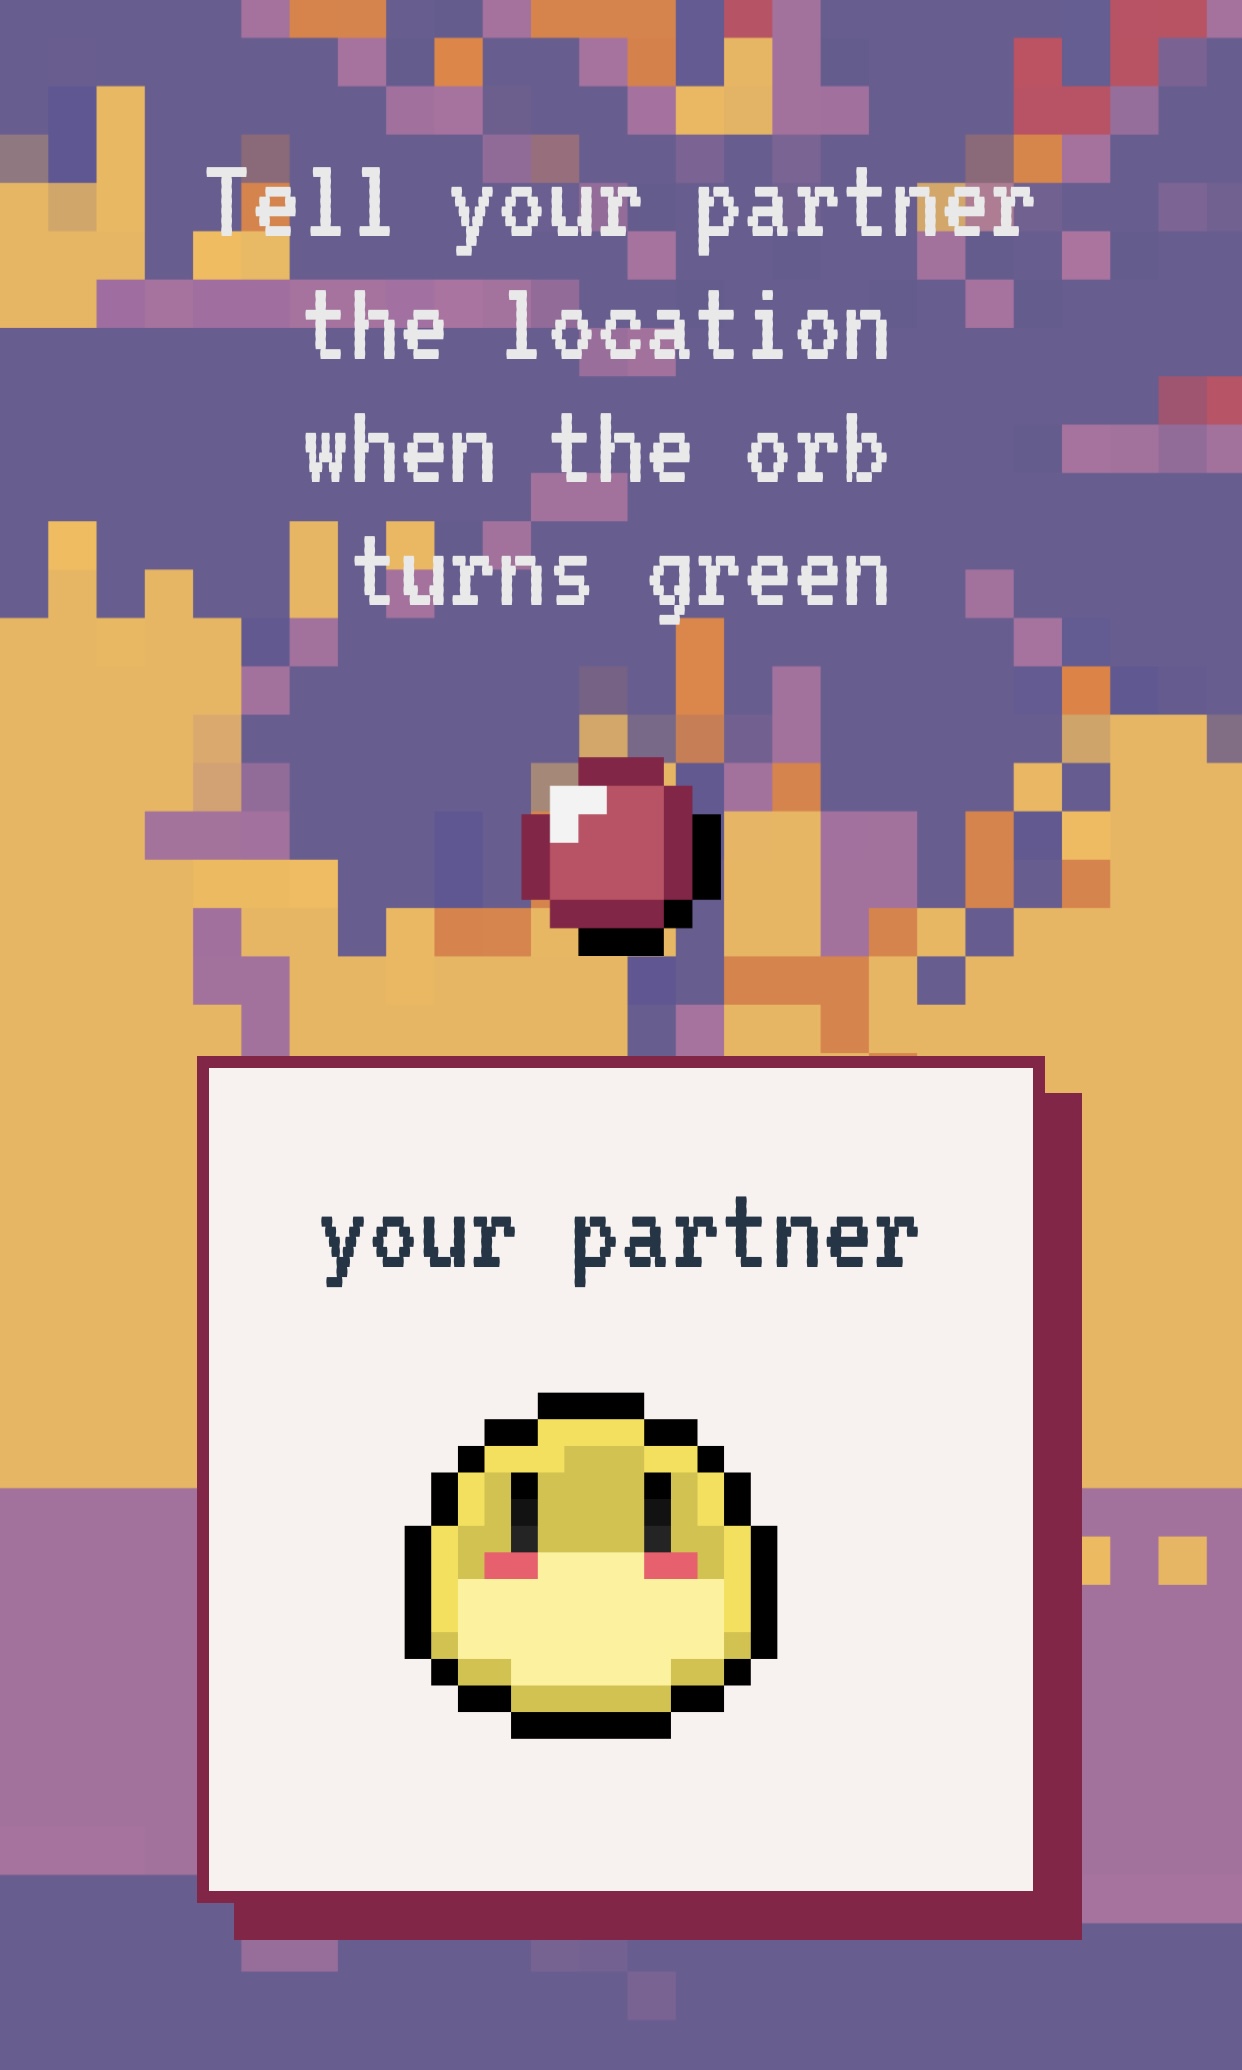 Tell your partner
the location
when the orb
turns green
your partner